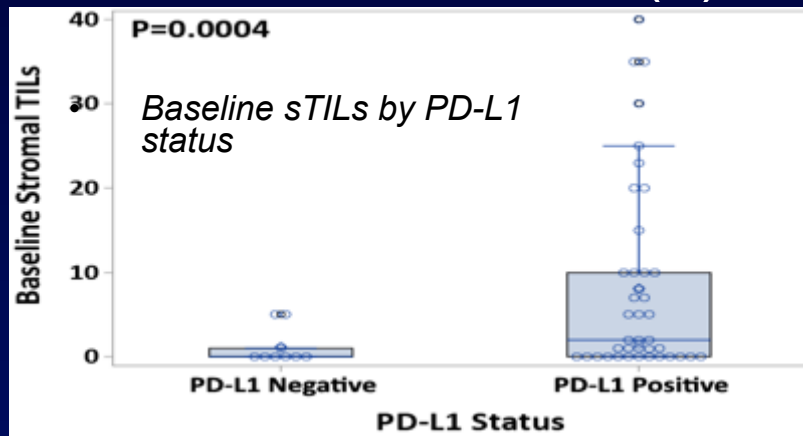 P=0.0004
• Baseline sTILs by PD-L1
status
Baseline Stromal TILs
40
30
20
10
0
PD-L1 Negative PD-L1 Positive
PD-L1 Status